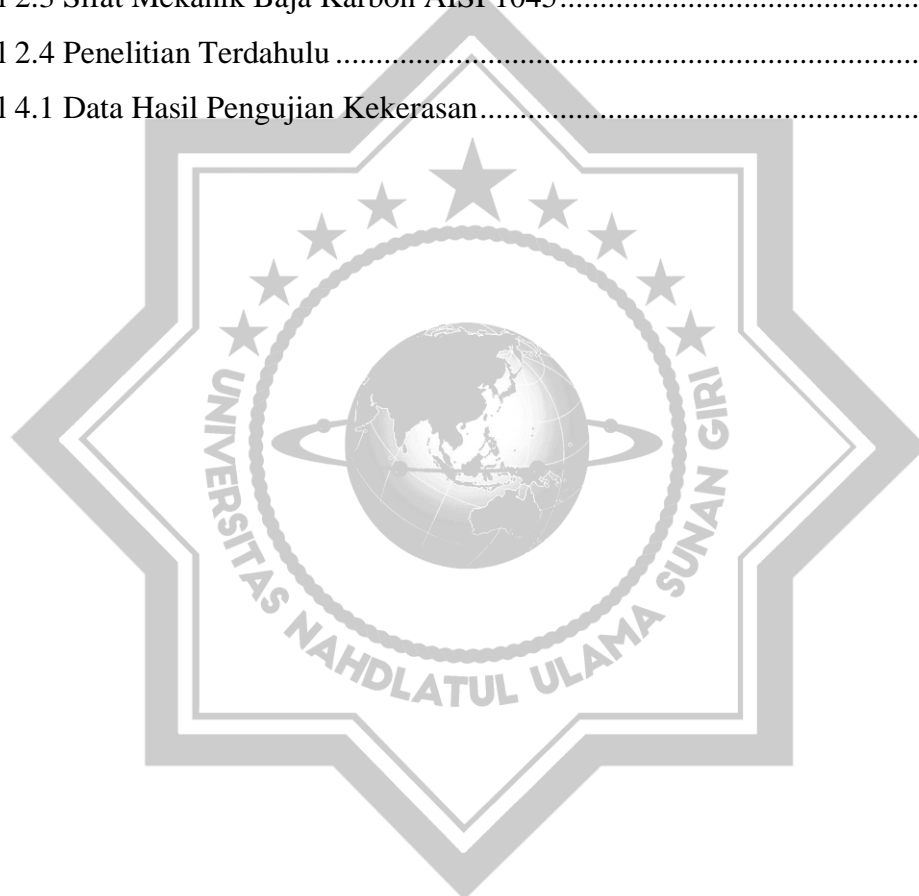 l 2.3 Sifat Mekanik Baja Karbon AISI 1045
l 2.4 Penelitian Terdahulu
l 4.1 Data Hasil Pengujian Kekerasan
UNIVERSITAS NAHDLATUL ULAMA SUNAN GIRI